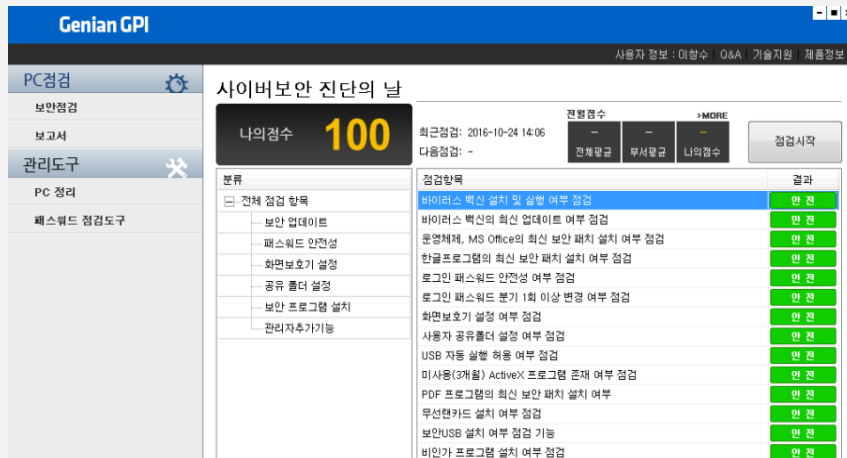 Genian GPI
사용자 정보 : 이창수 | Q&A | 기술지원 | 제품정보
PC점검
보안점검
보고서
관리도구
PC 정리
패스워드 점검도구
사이버보안 진단의 날
나의점수 100
최근점검: 2016-10-24 14:06
다음점검: -
전월점수 >MORE
– – –
전체평균 부서평균 나의점수
점검시작
분류
전체 점검 항목
보안 업데이트
패스워드 안전성
화면보호기 설정
공유 폴더 설정
보안 프로그램 설치
관리자추가기능
점검항목 결과
바이러스 백신 설치 및 실행 여부 점검 안 전
바이러스 백신의 최신 업데이트 여부 점검 안 전
운영체제, MS Office의 최신 보안 패치 설치 여부 점검 안 전
한글프로그램의 최신 보안 패치 설치 여부 점검 안 전
로그인 패스워드 안전성 여부 점검 안 전
로그인 패스워드 분기 1회 이상 변경 여부 점검 안 전
화면보호기 설정 여부 점검 안 전
사용자 공유폴더 설정 여부 점검 안 전
USB 자동 실행 허용 여부 점검 안 전
미사용(3개월) ActiveX 프로그램 존재 여부 점검 안 전
PDF 프로그램의 최신 보안 패치 설치 여부 안 전
무선랜카드 설치 여부 점검 안 전
보안USB 설치 여부 점검 기능 안 전
비인가 프로그램 설치 여부 점검 안 전